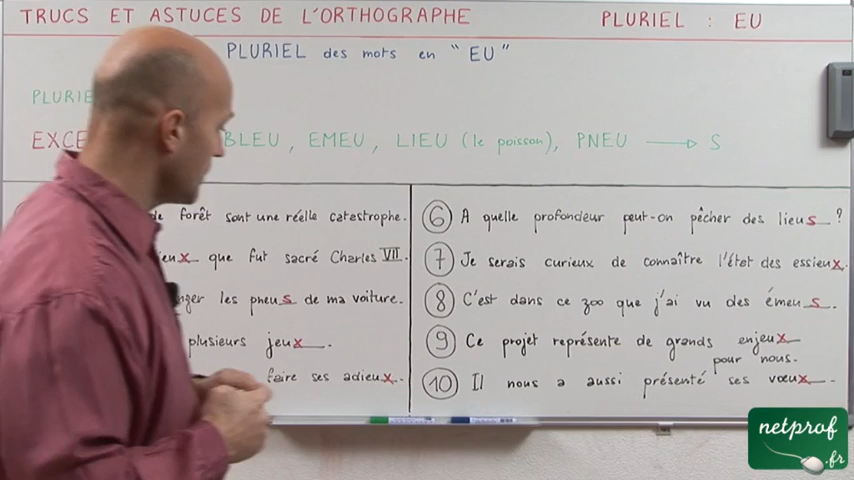 TRUCS ET ASTUCES DE L'ORTHOGRAPHE
PLURIEL : EU
PLURIEL des mots en "EU"
BLEU, EMEU, LIEU (le poisson), PNEU → S
de forêt sont une réelle catastrophe.
que fut sacré Charles VII.
les pneus de ma voiture.
plusieurs jeux.
faire ses adieux.
6 A quelle profondeur peut-on pêcher des lieus ?
7 Je serais curieux de connaître l'état des essieux.
8 C'est dans ce zoo que j'ai vu des émeus.
9 Ce projet représente de grands enjeux
pour nous.
10 Il nous a aussi présenté ses vœux.
netprof
.fr